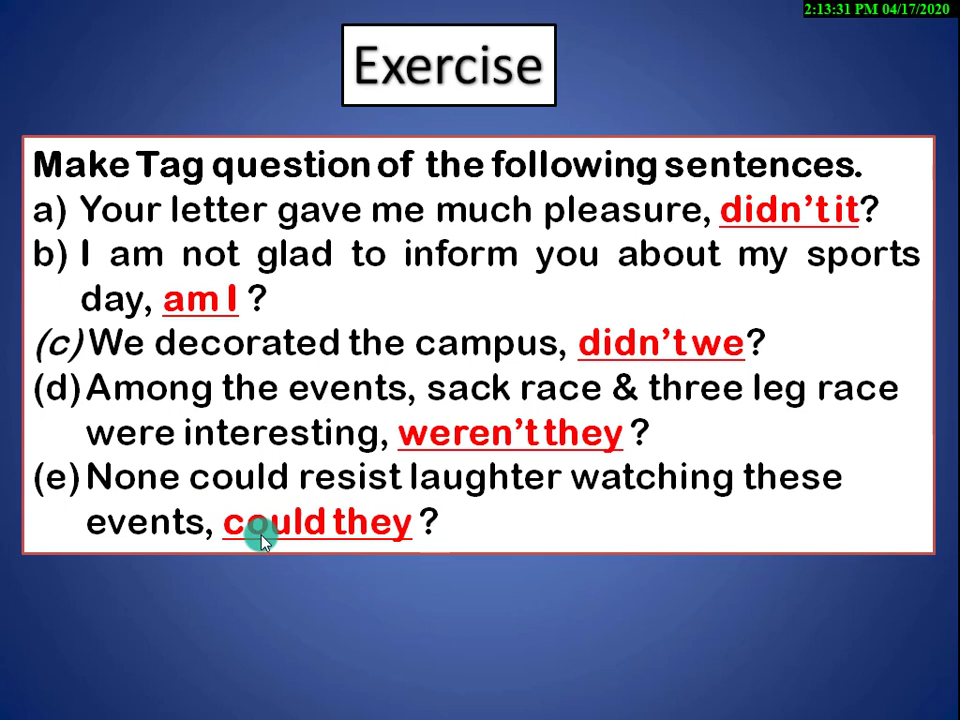 2:13:31 PM 04/17/2020
Exercise
Make Tag question of the following sentences.
a) Your letter gave me much pleasure, didn't it?
b) I am not glad to inform you about my sports
day, am I ?
(c) We decorated the campus, didn't we?
(d) Among the events, sack race & three leg race
were interesting, weren't they ?
(e) None could resist laughter watching these
events, could they ?